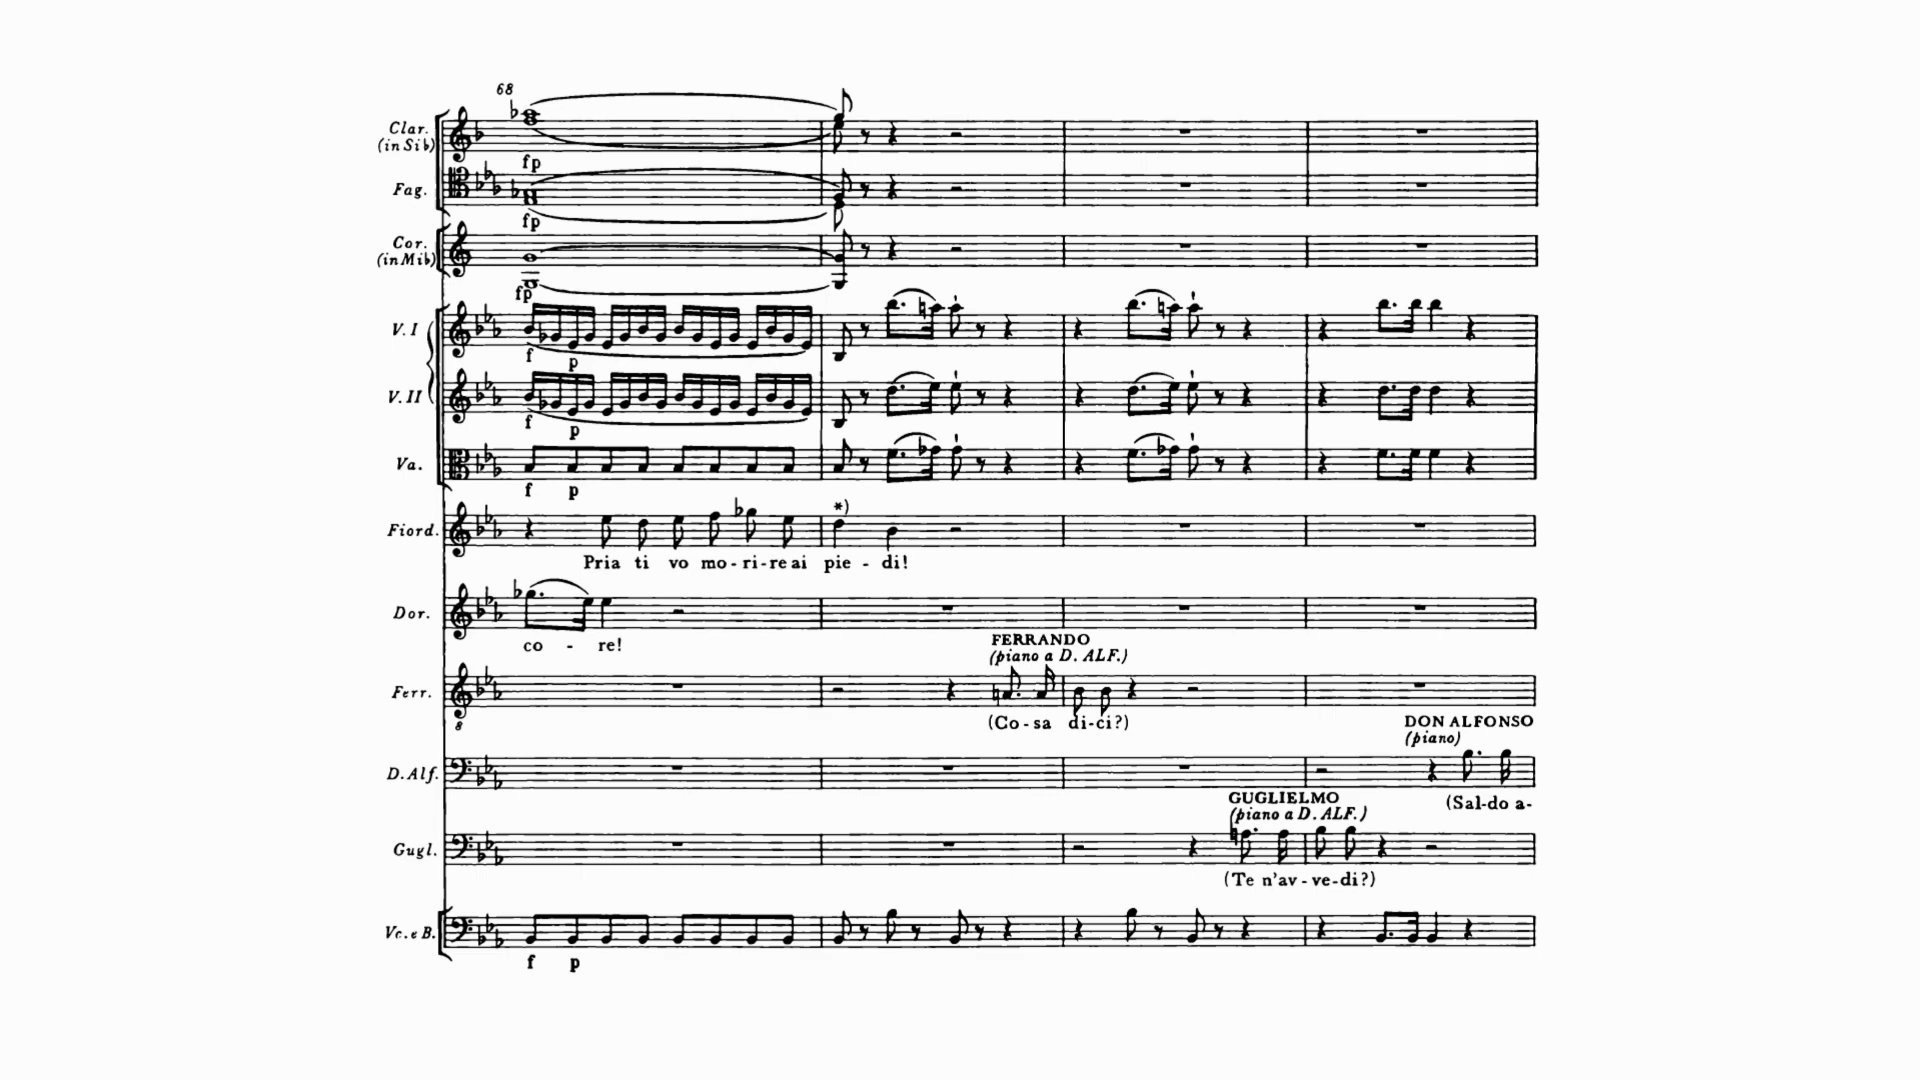 68
Clar.
(in Sib)
fp
Fag.
fp
Cor.
(in Mib)
fp
V. I
f p
V. II
f p
Va.
f p
*)
Fiord.
Pria ti vo mo-ri-re ai pie - di!
Dor.
co - re!
FERRANDO
(piano a D. ALF.)
Ferr.
8
(Co-sa di-ci?)
DON ALFONSO
(piano)
D.Alf.
(Sal-do a-
GUGLIELMO
(piano a D. ALF.)
Gugl.
(Te n'av-ve-di?)
Vc. e B.
f p